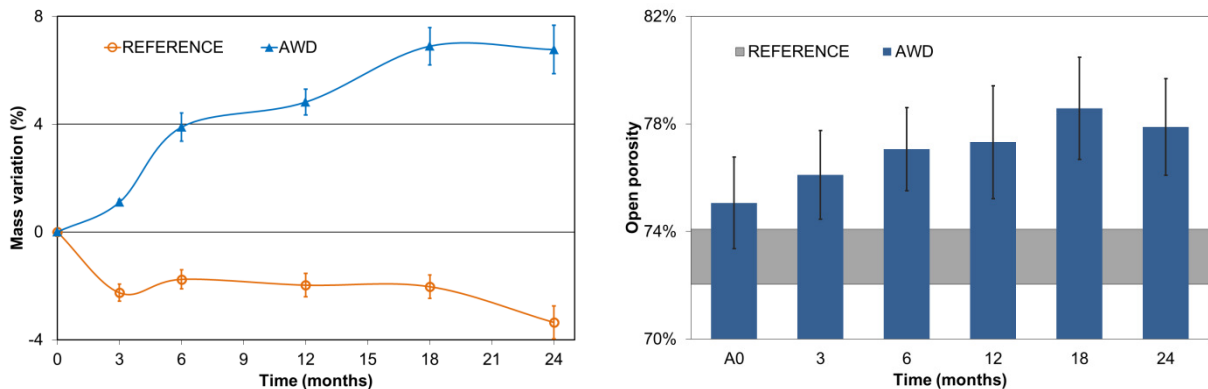 8
REFERENCE AWD
4
0
-4
Mass variation (%)
0 3 6 9 12 15 18 21 24
Time (months)
82%
REFERENCE AWD
78%
74%
70%
Open porosity
A0 3 6 12 18 24
Time (months)